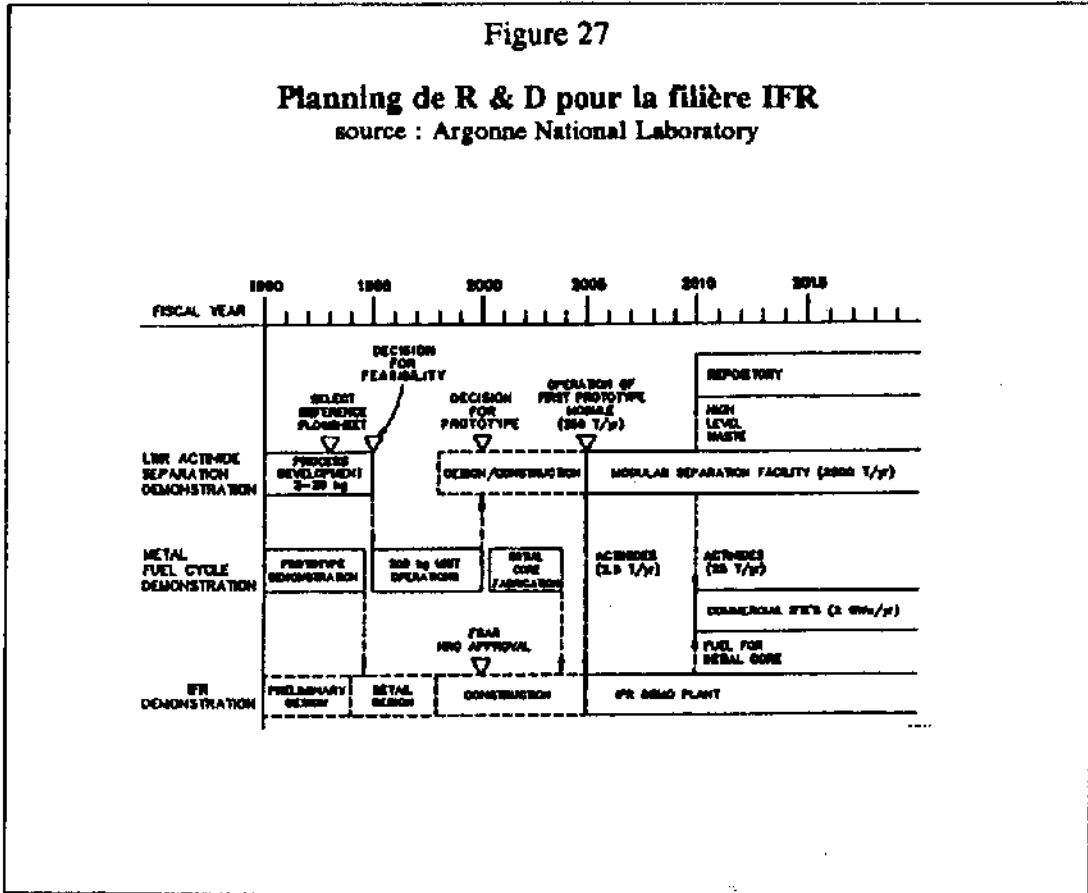 Figure 27
Planning de R & D pour la filière IFR
source : Argonne National Laboratory
1990 1995 2000 2005 2010 2015
FISCAL YEAR
DECISION
FOR
FEASIBILITY
SELECT
REFERENCE
FLOWSHEET
DECISION
FOR
PROTOTYPE
OPERATION OF
FIRST PROTOTYPE
MODULE
REPOSITORY
HIGH
LEVEL
WASTE
LWR ACTINIDE
SEPARATION
DEMONSTRATION
PROCESS
DEVELOPMENT
DESIGN/CONSTRUCTION
MODULAR SEPARATION FACILITY
METAL
FUEL CYCLE
DEMONSTRATION
PROTOTYPE
DEMONSTRATION
UNIT
OPERATIONS
CORE
FABRICATION
ACTINIDES
ACTINIDES
COMMERCIAL
FSAR
NRC APPROVAL
FUEL FOR
CORE
IFR
DEMONSTRATION
PRELIMINARY
DESIGN
DETAIL
DESIGN
CONSTRUCTION
IFR DEMO PLANT